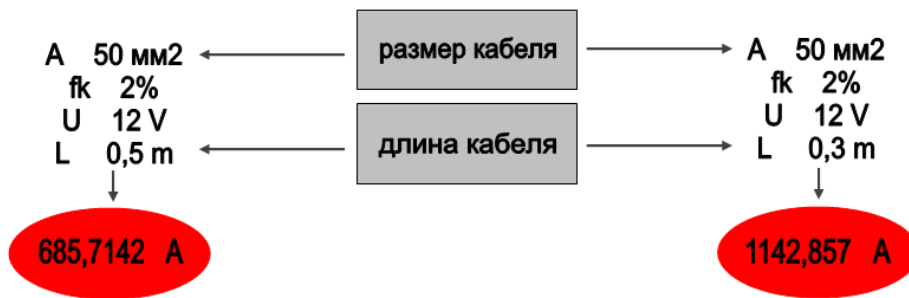 размер кабеля
A 50 мм2
fk 2%
U 12 V
L 0,5 m
685,7142 A
длина кабеля
A 50 мм2
fk 2%
U 12 V
L 0,3 m
1142,857 A